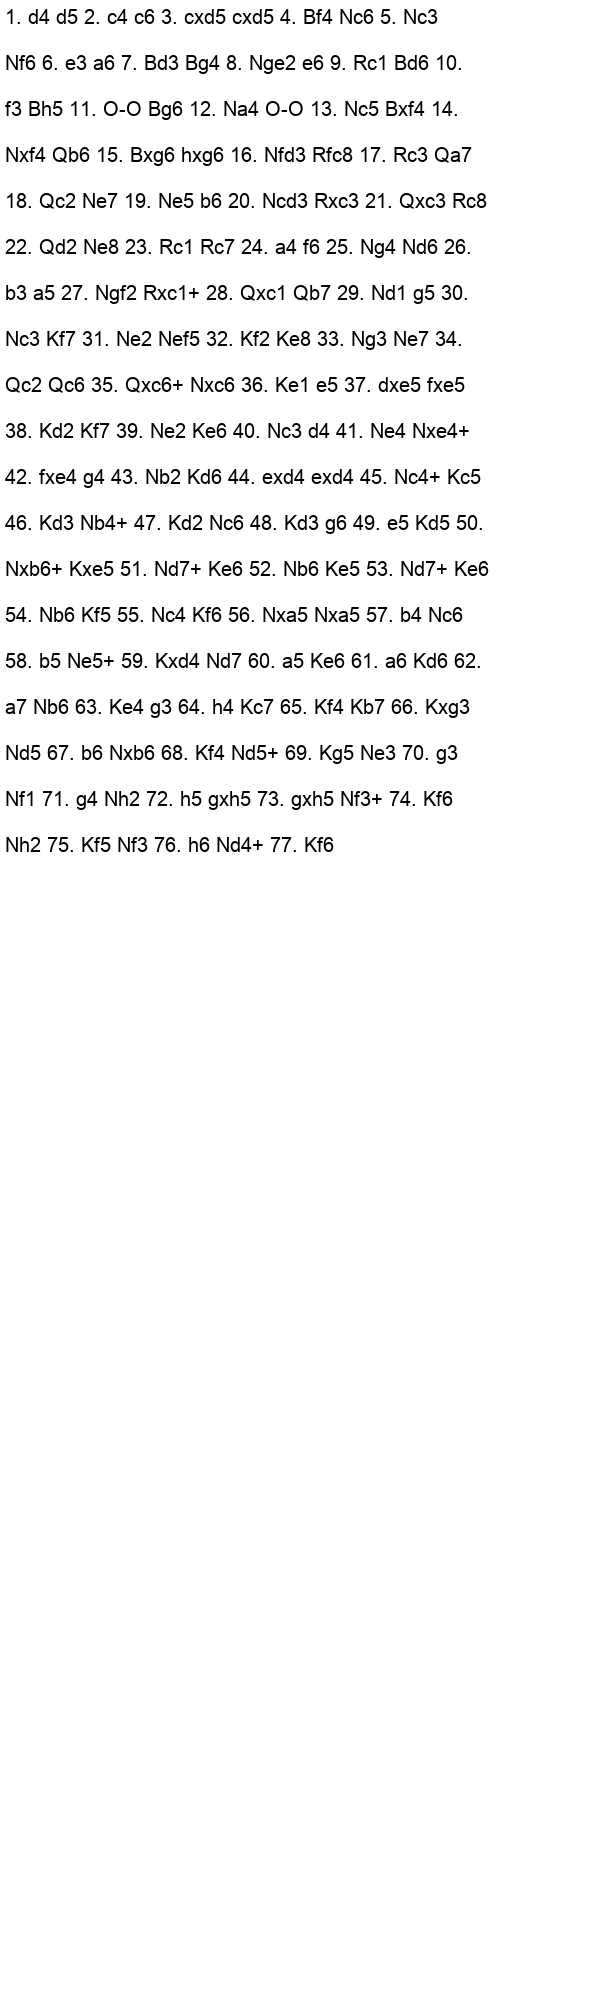 1. d4 d5 2. c4 c6 3. cxd5 cxd5 4. Bf4 Nc6 5. Nc3
Nf6 6. e3 a6 7. Bd3 Bg4 8. Nge2 e6 9. Rc1 Bd6 10.
f3 Bh5 11. O-O Bg6 12. Na4 O-O 13. Nc5 Bxf4 14.
Nxf4 Qb6 15. Bxg6 hxg6 16. Nfd3 Rfc8 17. Rc3 Qa7
18. Qc2 Ne7 19. Ne5 b6 20. Ncd3 Rxc3 21. Qxc3 Rc8
22. Qd2 Ne8 23. Rc1 Rc7 24. a4 f6 25. Ng4 Nd6 26.
b3 a5 27. Ngf2 Rxc1+ 28. Qxc1 Qb7 29. Nd1 g5 30.
Nc3 Kf7 31. Ne2 Nef5 32. Kf2 Ke8 33. Ng3 Ne7 34.
Qc2 Qc6 35. Qxc6+ Nxc6 36. Ke1 e5 37. dxe5 fxe5
38. Kd2 Kf7 39. Ne2 Ke6 40. Nc3 d4 41. Ne4 Nxe4+
42. fxe4 g4 43. Nb2 Kd6 44. exd4 exd4 45. Nc4+ Kc5
46. Kd3 Nb4+ 47. Kd2 Nc6 48. Kd3 g6 49. e5 Kd5 50.
Nxb6+ Kxe5 51. Nd7+ Ke6 52. Nb6 Ke5 53. Nd7+ Ke6
54. Nb6 Kf5 55. Nc4 Kf6 56. Nxa5 Nxa5 57. b4 Nc6
58. b5 Ne5+ 59. Kxd4 Nd7 60. a5 Ke6 61. a6 Kd6 62.
a7 Nb6 63. Ke4 g3 64. h4 Kc7 65. Kf4 Kb7 66. Kxg3
Nd5 67. b6 Nxb6 68. Kf4 Nd5+ 69. Kg5 Ne3 70. g3
Nf1 71. g4 Nh2 72. h5 gxh5 73. gxh5 Nf3+ 74. Kf6
Nh2 75. Kf5 Nf3 76. h6 Nd4+ 77. Kf6